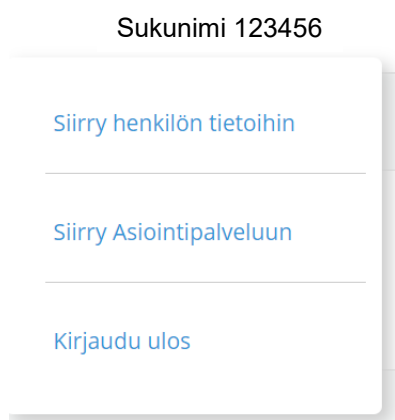 Sukunimi 123456
Siirry henkilön tietoihin
Siirry Asiointipalveluun
Kirjaudu ulos